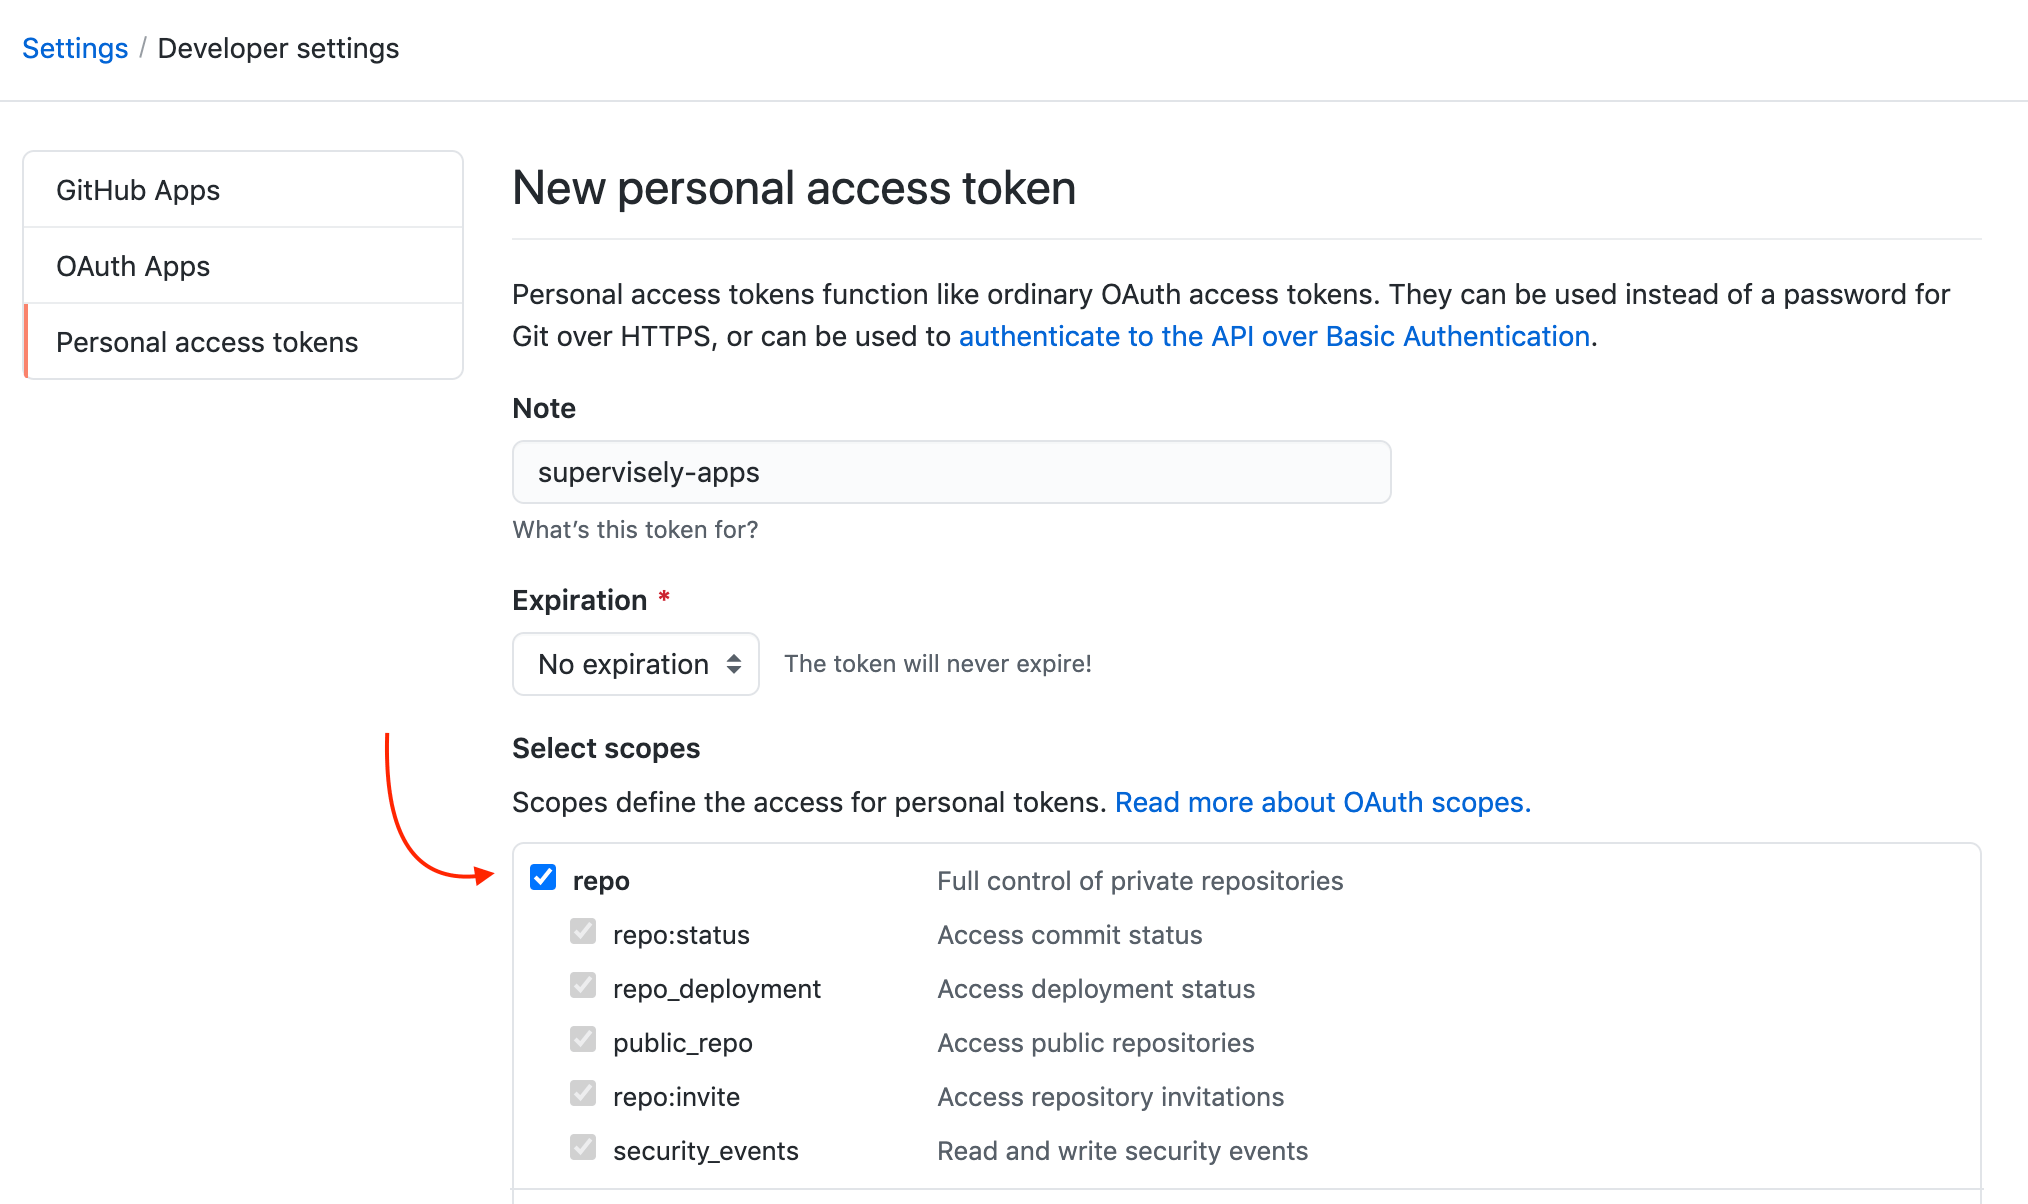 Settings / Developer settings
GitHub Apps
OAuth Apps
Personal access tokens
New personal access token
Personal access tokens function like ordinary OAuth access tokens. They can be used instead of a password for
Git over HTTPS, or can be used to authenticate to the API over Basic Authentication.
Note
supervisely-apps
What’s this token for?
Expiration *
No expiration The token will never expire!
Select scopes
Scopes define the access for personal tokens. Read more about OAuth scopes.
repo Full control of private repositories
repo:status Access commit status
repo_deployment Access deployment status
public_repo Access public repositories
repo:invite Access repository invitations
security_events Read and write security events